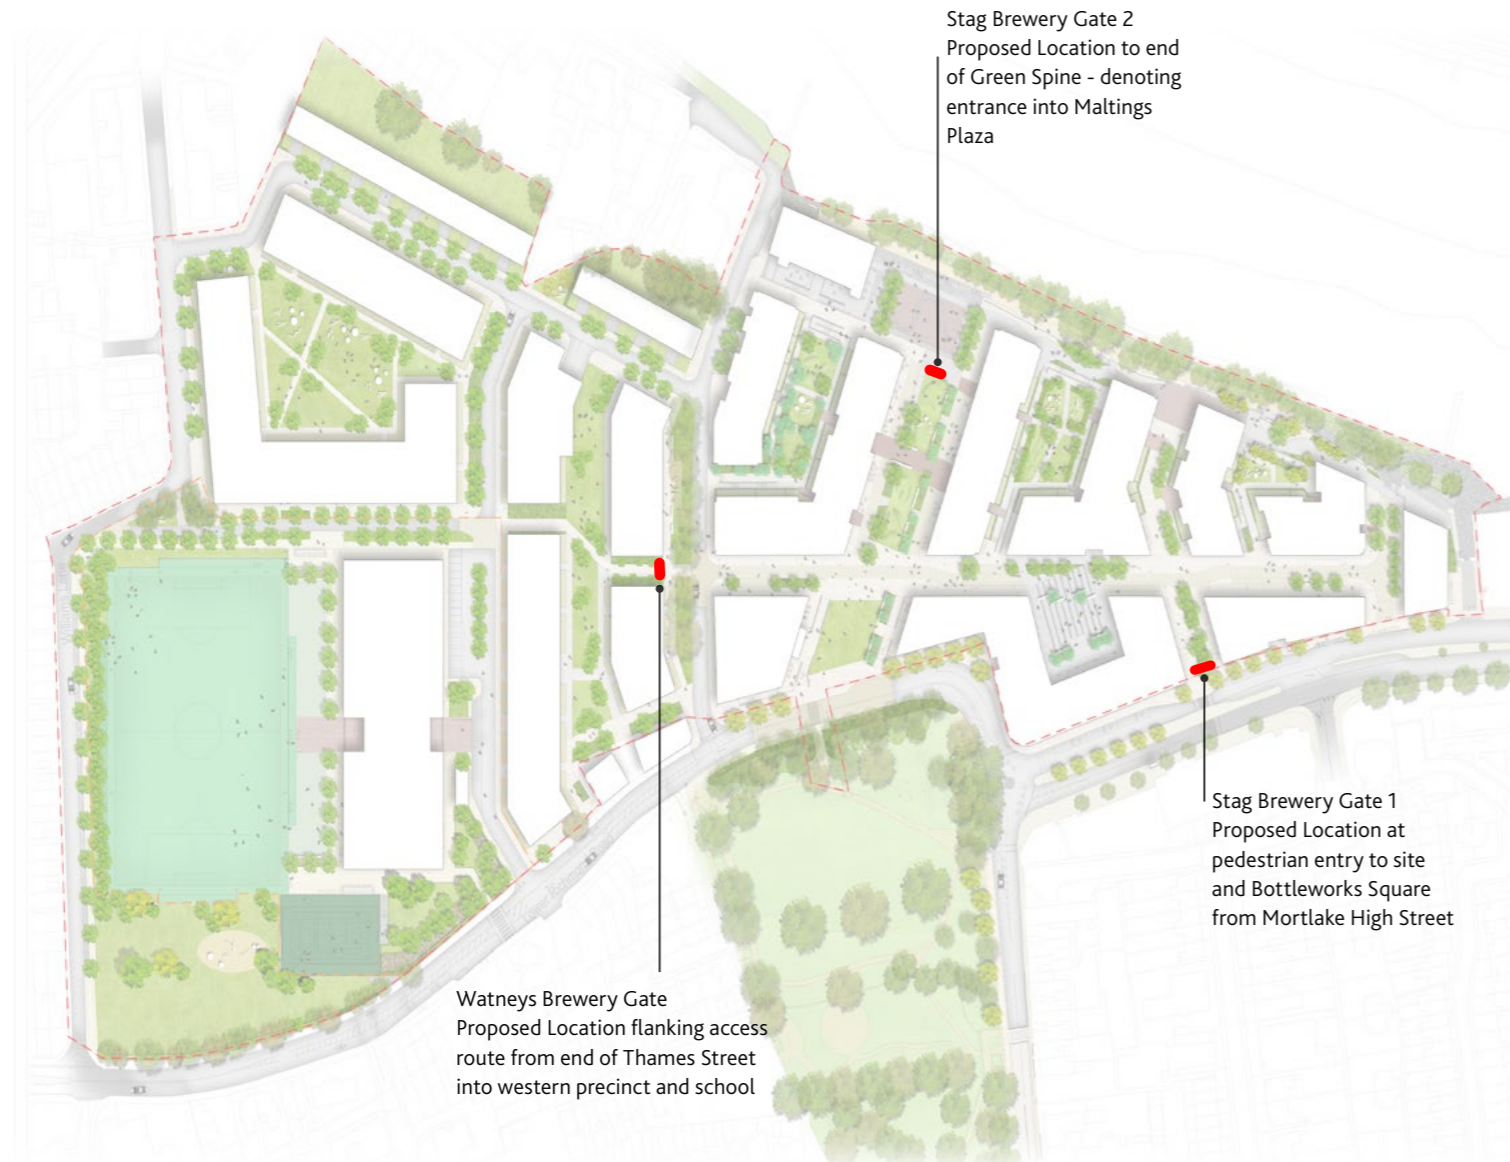 Stag Brewery Gate 2
Proposed Location to end
of Green Spine - denoting
entrance into Maltings
Plaza
Stag Brewery Gate 1
Proposed Location at
pedestrian entry to site
and Bottleworks Square
from Mortlake High Street
Watneys Brewery Gate
Proposed Location flanking access
route from end of Thames Street
into western precinct and school